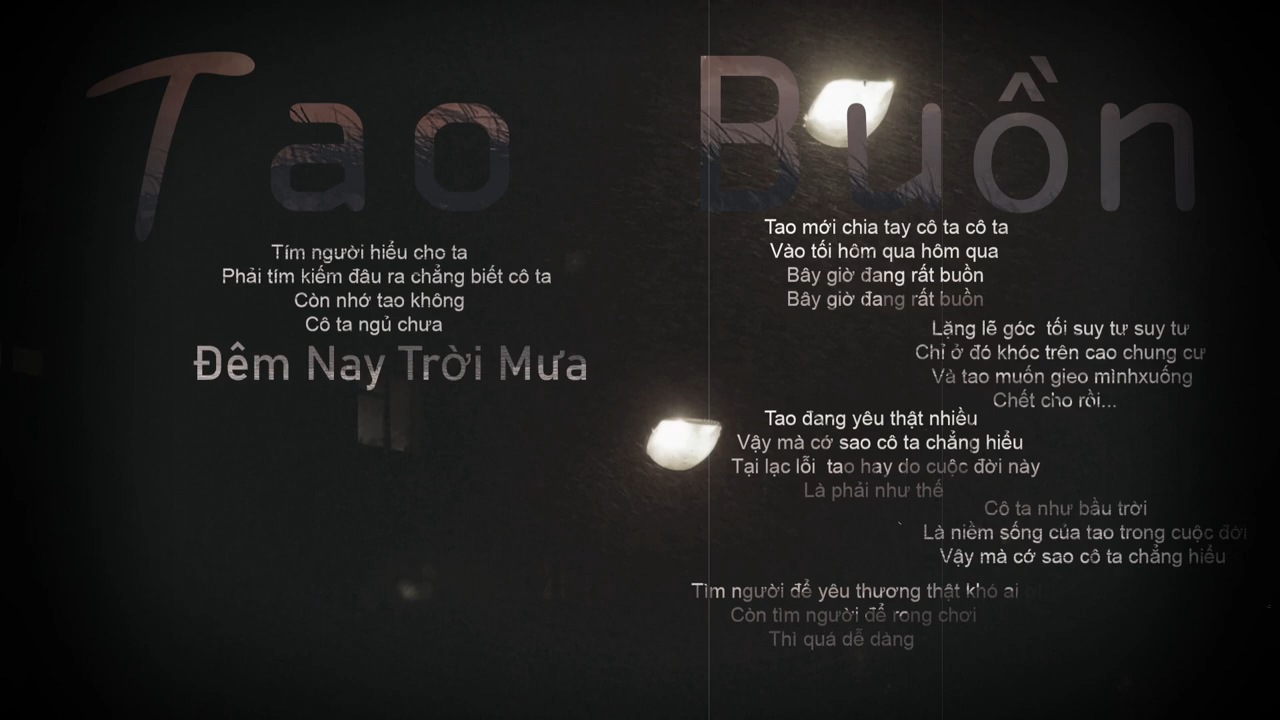 Tao Buồn
Tím người hiểu cho ta
Phải tím kiếm đâu ra chẳng biết cô ta
Còn nhớ tao không
Cô ta ngủ chưa
Đêm Nay Trời Mưa
Tao mới chia tay cô ta cô ta
Vào tối hôm qua hôm qua
Bây giờ đang rất buồn
Bây giờ đang rất buồn
Lặng lẽ góc tối suy tư suy tư
Chỉ ở đó khóc trên cao chung cư
Và tao muốn gieo mìnhxuống
Chết cho rồi...
Tao đang yêu thật nhiều
Vậy mà cớ sao cô ta chẳng hiểu
Tại lạc lỗi tao hay do cuộc đời này
Là phải như thế
Cô ta như bầu trời
Là niềm sống của tao trong cuộc đời
Vậy mà cớ sao cô ta chẳng hiểu
Tìm người để yêu thương thật khó ai
Còn tìm người để rong chơi
Thì quá dễ dàng